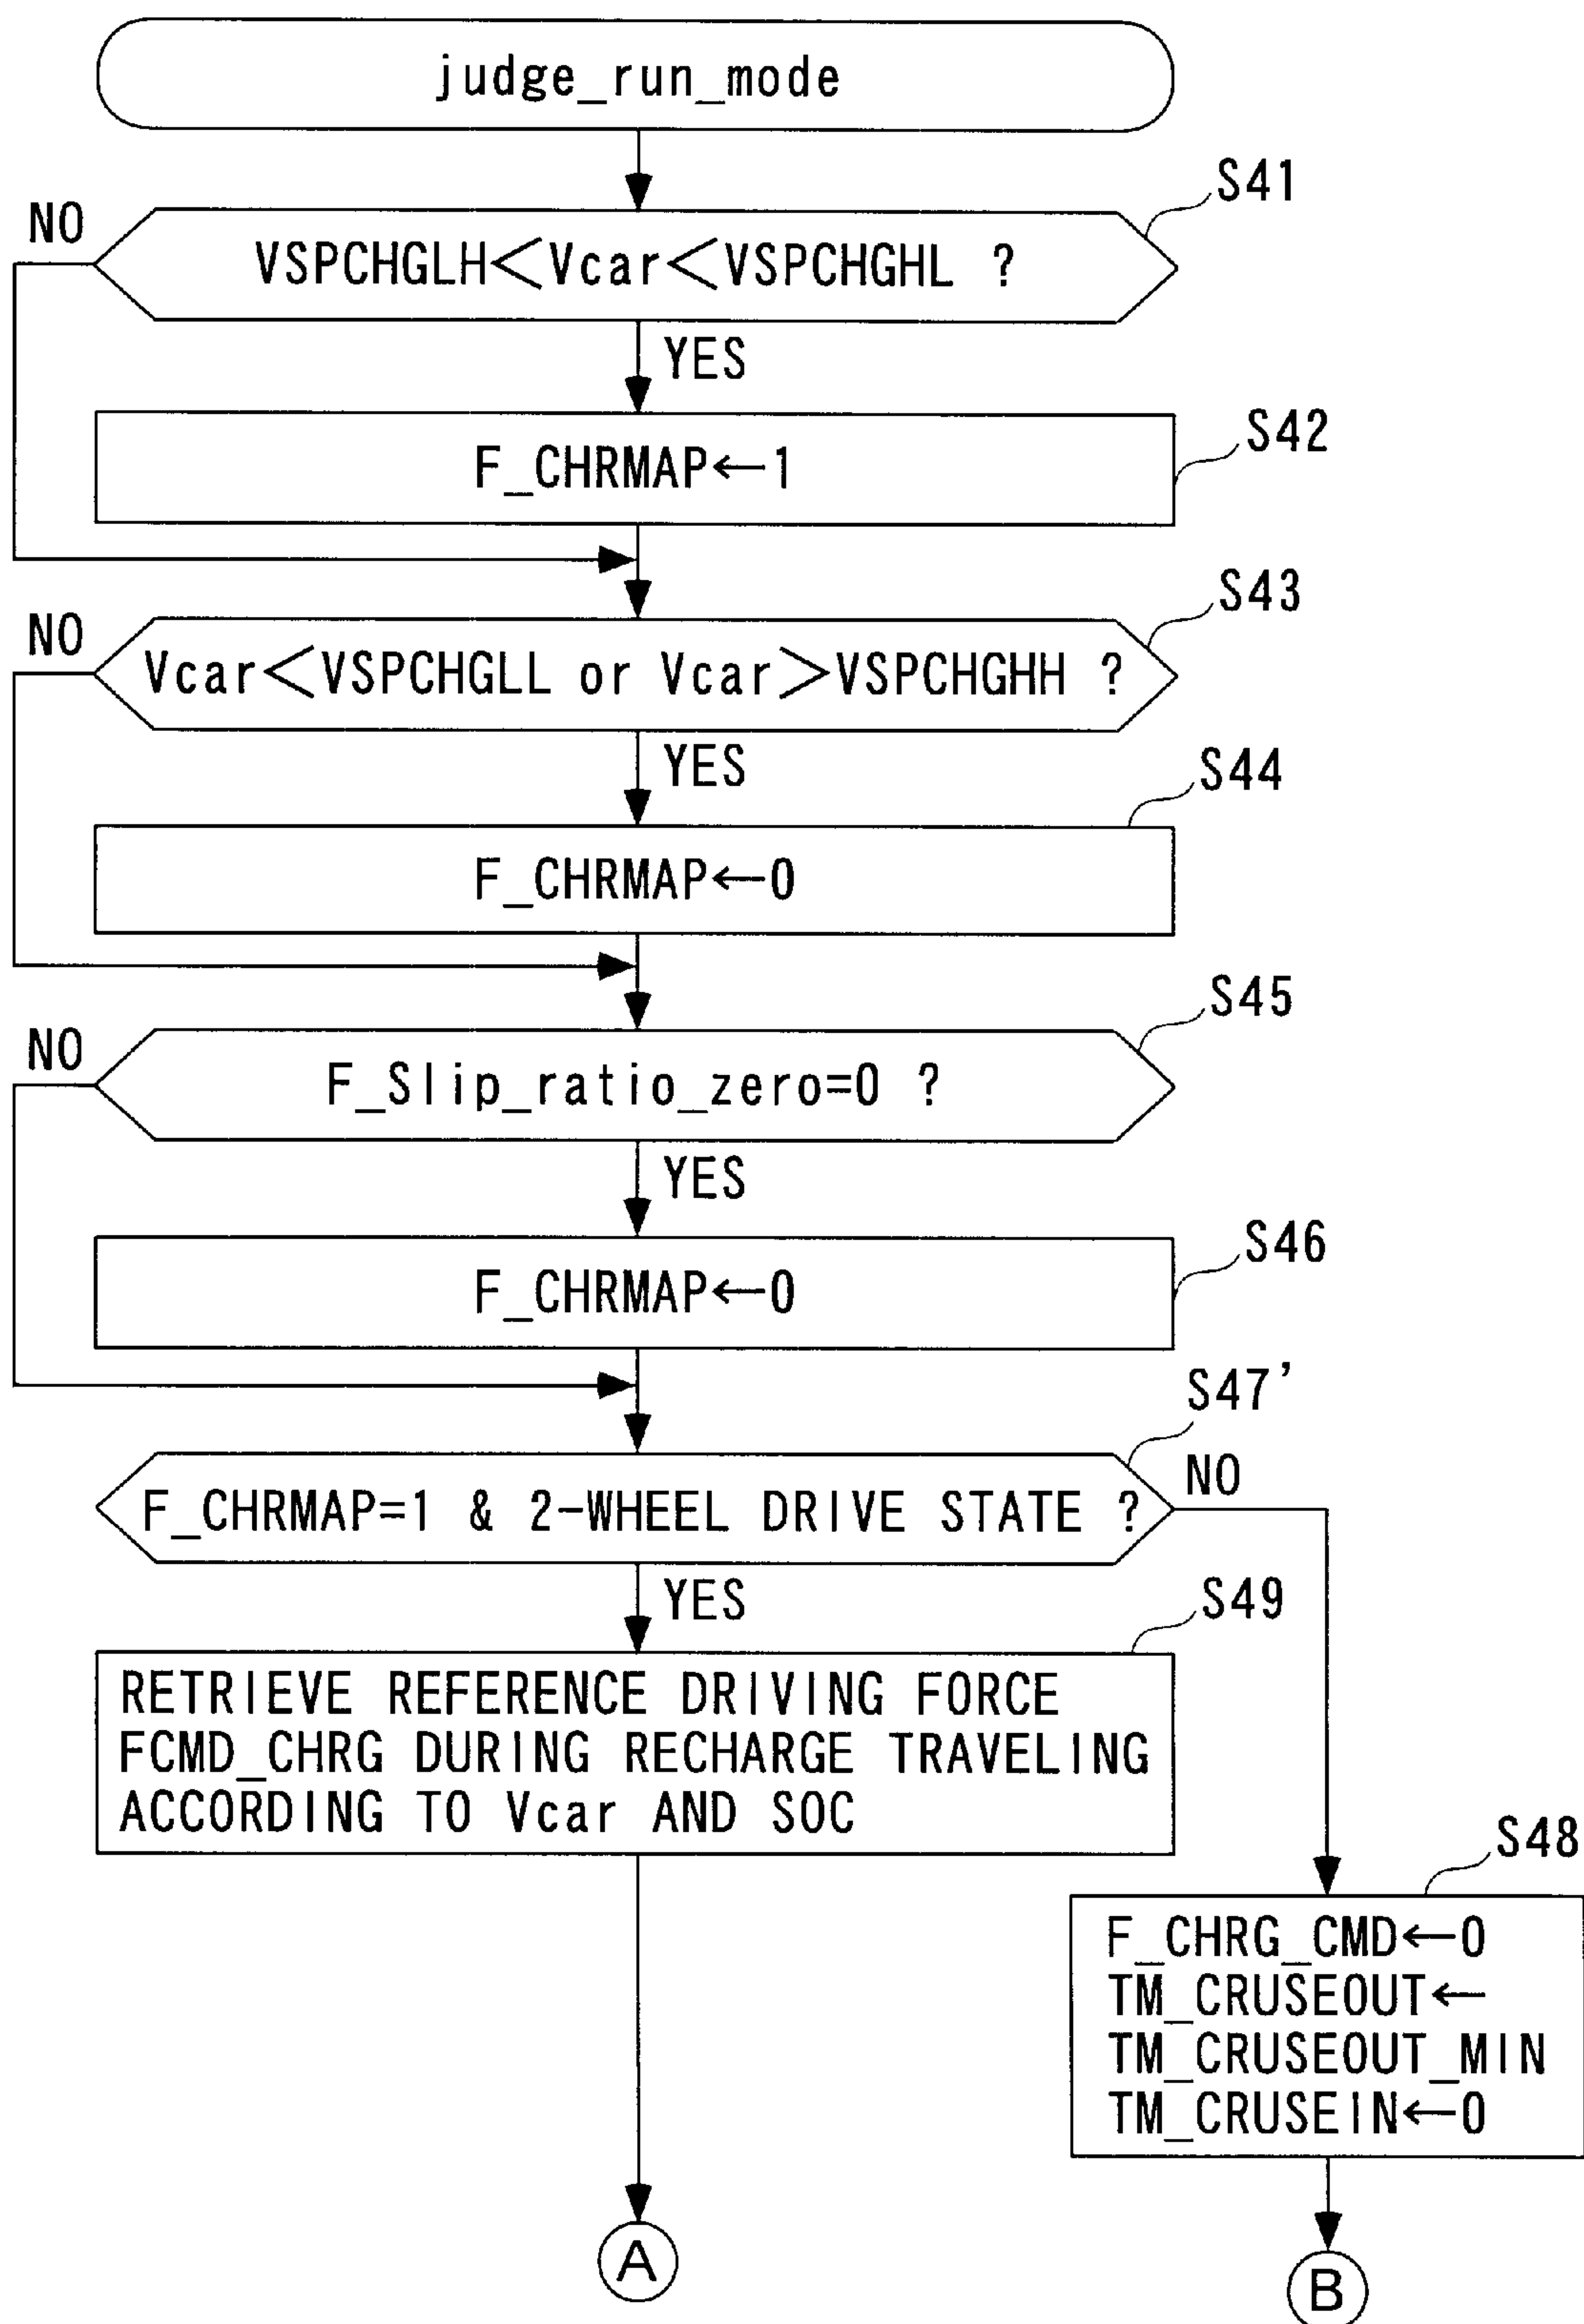 judge_run_mode
S41
NO
VSPCHGLH<Vcar<VSPCHGHL ?
YES
S42
F_CHRMAP←1
S43
NO
Vcar<VSPCHGLL or Vcar>VSPCHGHH ?
YES
S44
F_CHRMAP←0
S45
NO
F_Slip_ratio_zero=0 ?
YES
S46
F_CHRMAP←0
S47'
NO
F_CHRMAP=1 & 2-WHEEL DRIVE STATE ?
YES
S49
RETRIEVE REFERENCE DRIVING FORCE
FCMD_CHRG DURING RECHARGE TRAVELING
ACCORDING TO Vcar AND SOC
S48
F_CHRG_CMD←0
TM_CRUSEOUT←
TM_CRUSEOUT_MIN
TM_CRUSEIN←0
A
B